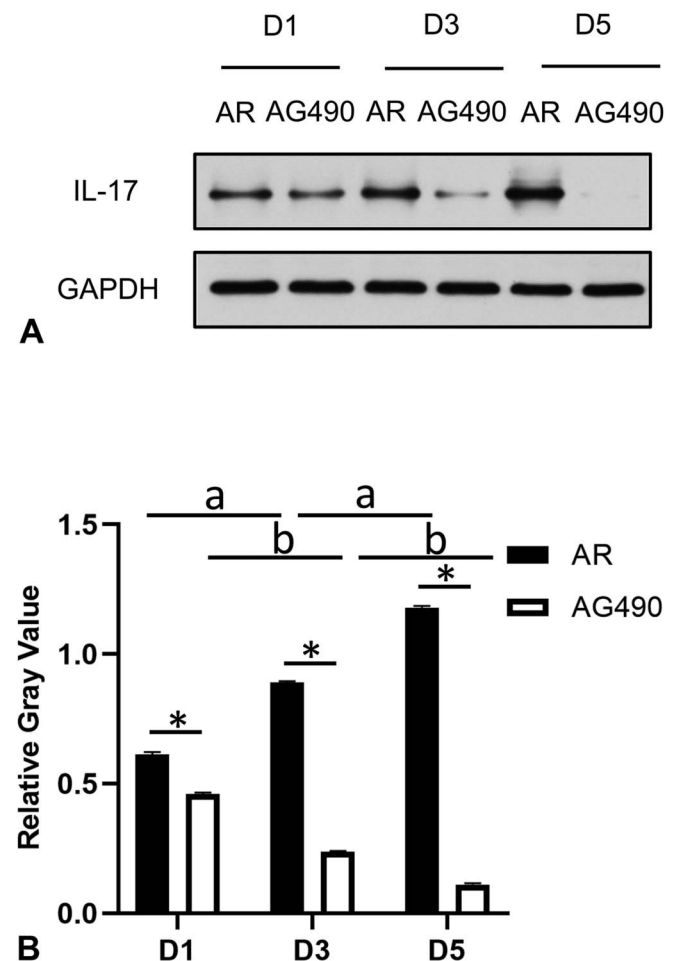 D1 D3 D5
AR AG490 AR AG490 AR AG490
IL-17
GAPDH
A
a a
b b
1.5
AR
*
AG490
1.0
*
*
0.5
0.0
Relative Gray Value
D1 D3 D5
B